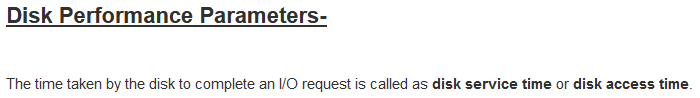 Disk Performance Parameters-
The time taken by the disk to complete an I/O request is called as disk service time or disk access time.